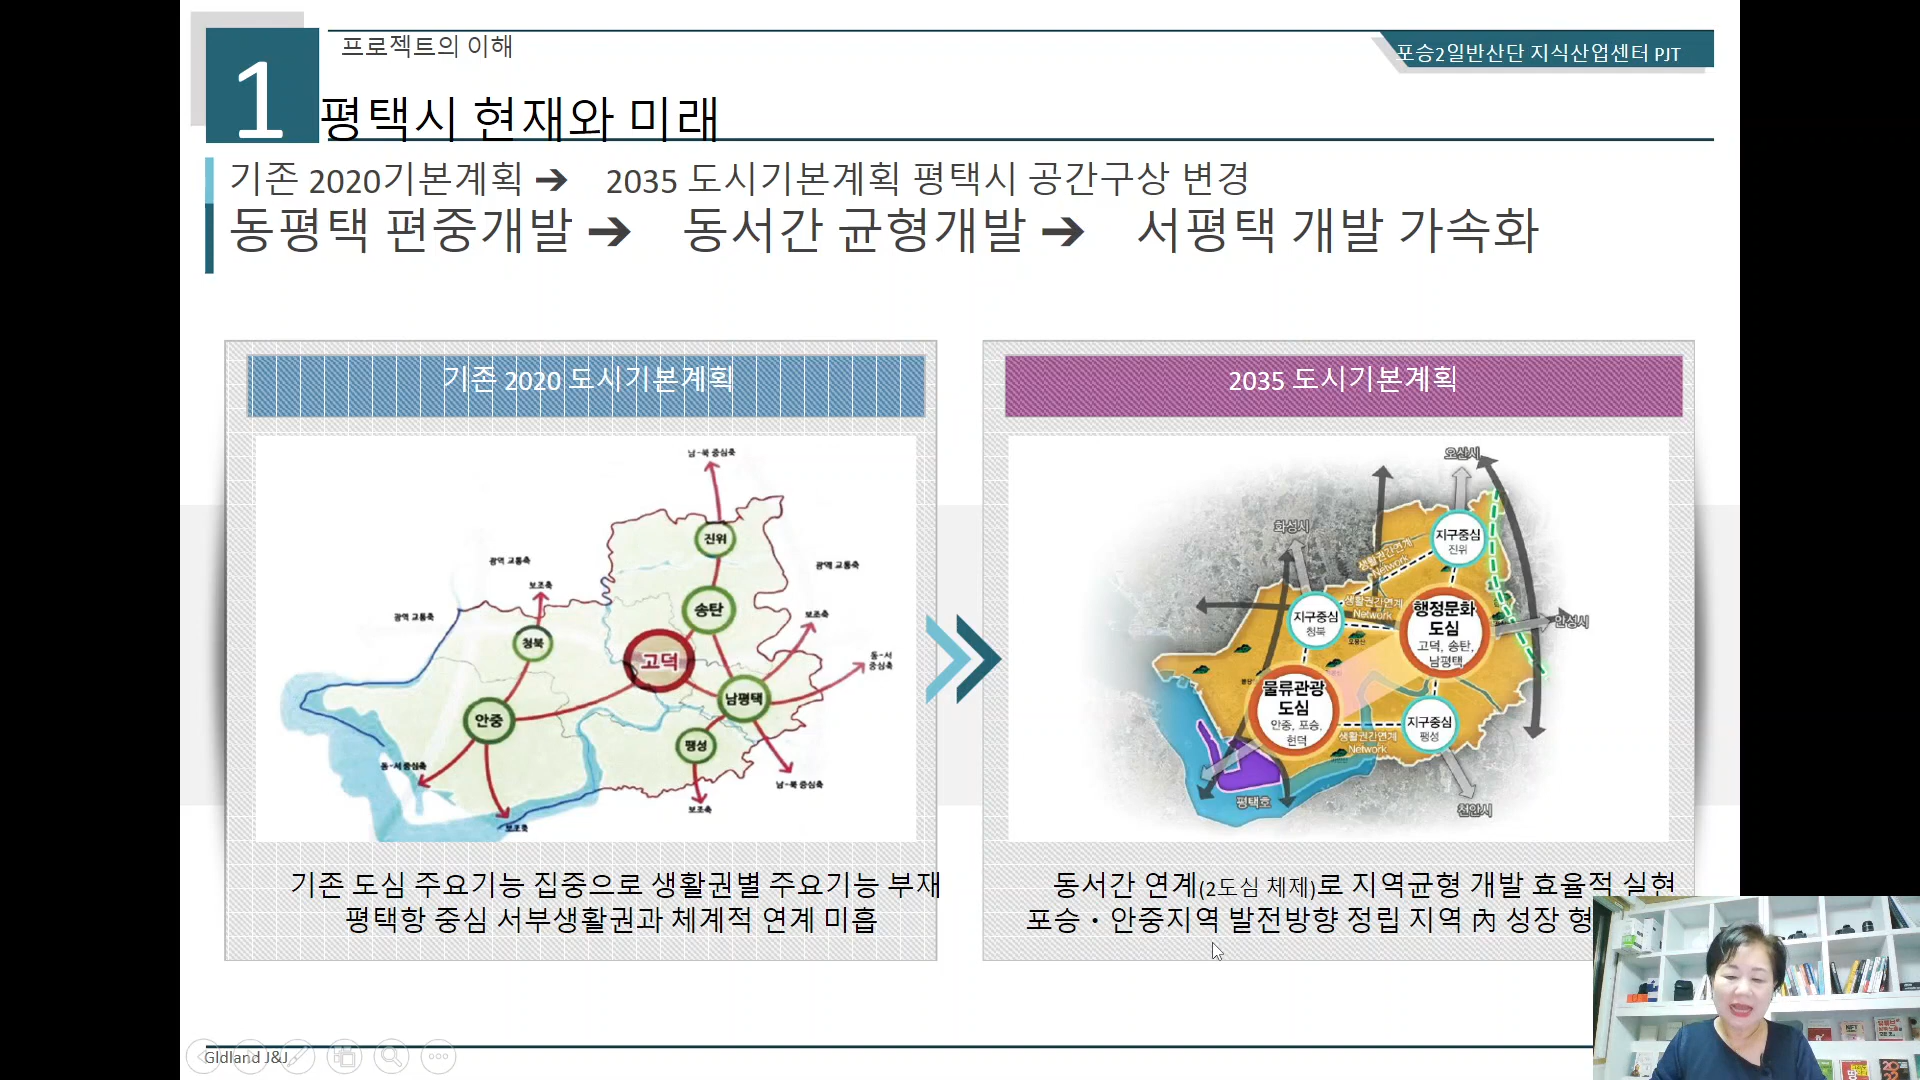 1
프로젝트의 이해
포승2일반산단 지식산업센터 PJT
평택시 현재와 미래
기존 2020기본계획 ➔ 2035 도시기본계획 평택시 공간구상 변경
동평택 편중개발 ➔ 동서간 균형개발 ➔ 서평택 개발 가속화
기존 2020 도시기본계획
남-북 중심축
진위
광역 교통축
광역 교통축
보조축
송탄
광역 교통축
보조축
청북
고덕
동-서
중심축
남평택
안중
팽성
동-서 중심축
남-북 중심축
보조축
보조축
2035 도시기본계획
오산시
화성시
지구중심
진위
생활권간연계
Network
생활권간연계
Network
지구중심
청북
행정문화
도심
고덕, 송탄,
남평택
안성시
물류관광
도심
안중, 포승,
현덕
지구중심
팽성
생활권간연계
Network
평택호
천안시
기존 도심 주요기능 집중으로 생활권별 주요기능 부재
평택항 중심 서부생활권과 체계적 연계 미흡
동서간 연계(2도심 체제)로 지역균형 개발 효율적 실현
포승・안중지역 발전방향 정립 지역 內 성장 형
Gldland J&J